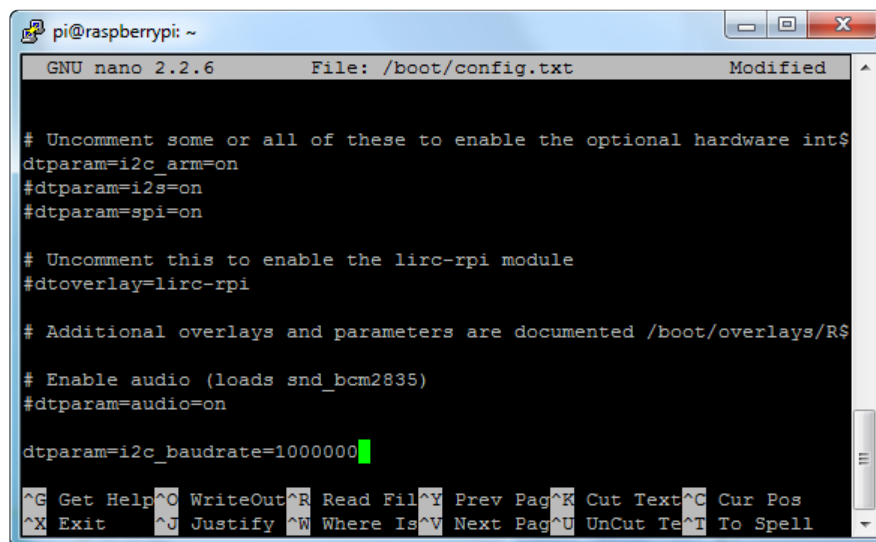 pi@raspberrypi: ~
GNU nano 2.2.6 File: /boot/config.txt Modified
# Uncomment some or all of these to enable the optional hardware int$
dtparam=i2c_arm=on
#dtparam=i2s=on
#dtparam=spi=on
# Uncomment this to enable the lirc-rpi module
#dtoverlay=lirc-rpi
# Additional overlays and parameters are documented /boot/overlays/R$
# Enable audio (loads snd_bcm2835)
#dtparam=audio=on
dtparam=i2c_baudrate=1000000
^G Get Help^O WriteOut^R Read Fil^Y Prev Pag^K Cut Text^C Cur Pos
^X Exit ^J Justify ^W Where Is^V Next Pag^U UnCut Te^T To Spell